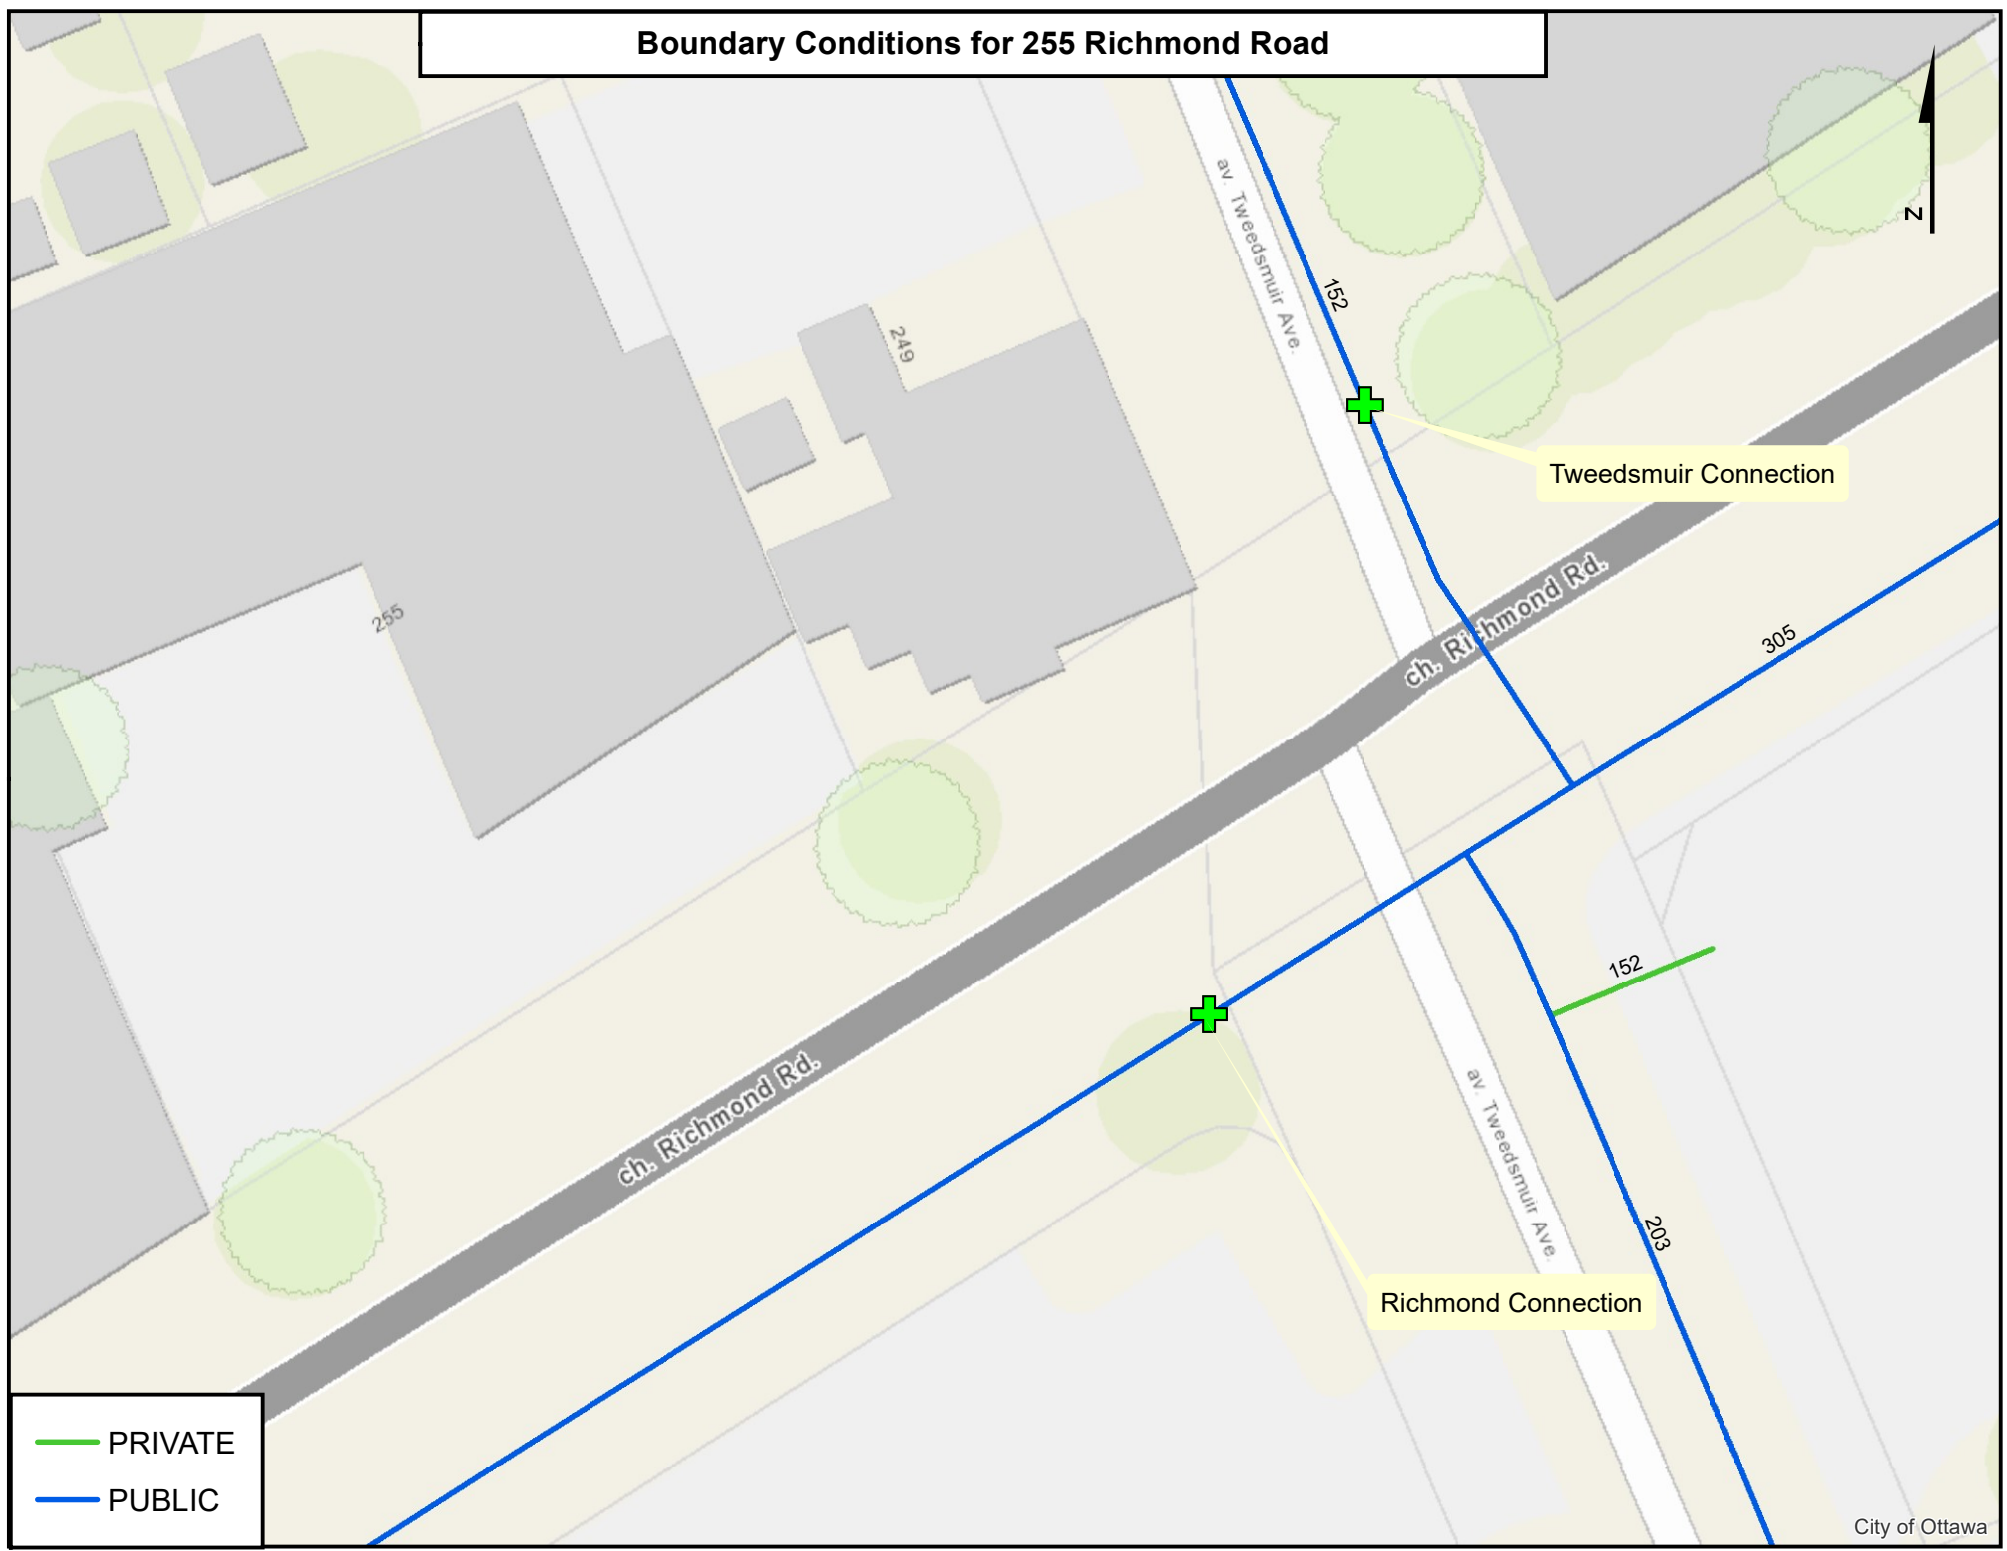 Boundary Conditions for 255 Richmond Road
av. Tweedsmuir Ave.
152
N
249
Tweedsmuir Connection
255
ch. Richmond Rd.
305
152
ch. Richmond Rd.
av. Tweedsmuir Ave.
203
Richmond Connection
PRIVATE
PUBLIC
City of Ottawa